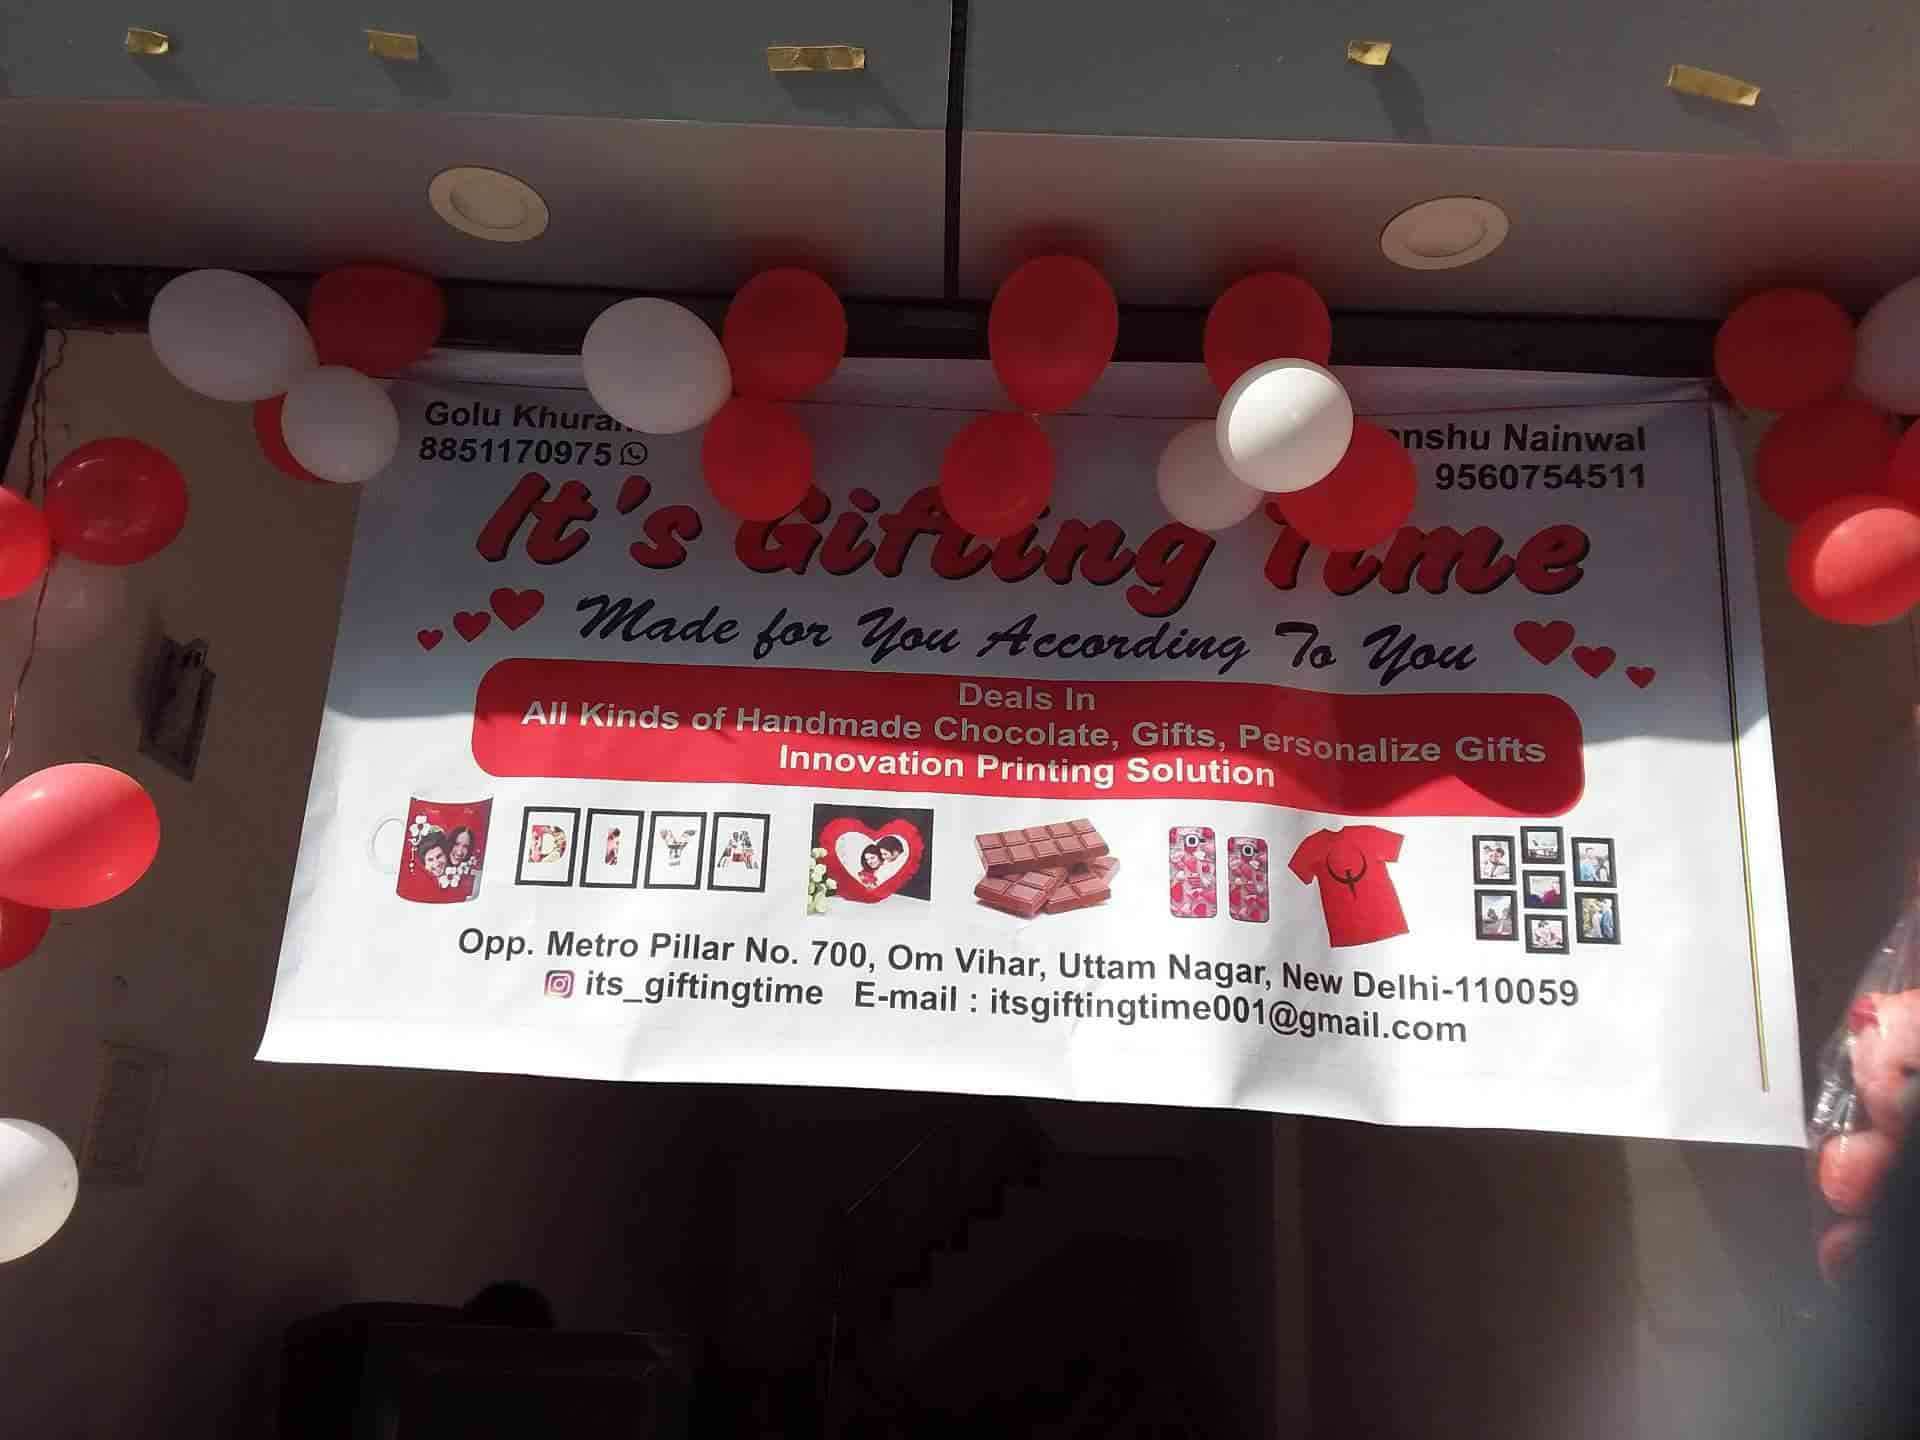 Golu
8851170975
Nainwal
9560754511
It's Gifting Time
Made for You According To You
Deals In
All Kinds of Handmade Chocolate, Gifts, Personalize Gifts
Innovation Printing Solution
DIYA
Opp. Metro Pillar No. 700, Om Vihar, Uttam Nagar, New Delhi-110059
its_giftingtime E-mail : itsgiftingtime001@gmail.com